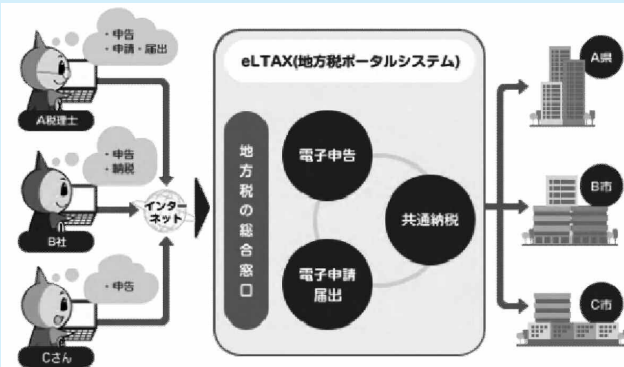 ・申告
・申請・届出
A税理士
・申告
・納税
B社
・申告
Cさん
インター
ネット
eLTAX(地方税ポータルシステム)
地方税の総合窓口
電子申告
共通納税
電子申請
届出
A県
B市
C市